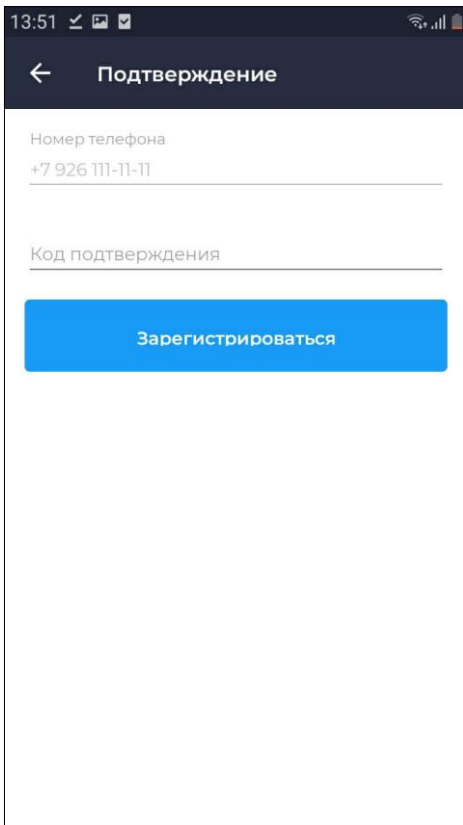 13:51
Подтверждение
Номер телефона
+7 926 111-11-11
Код подтверждения
Зарегистрироваться